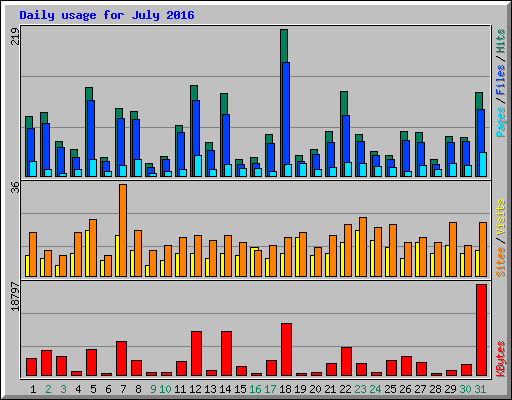 Daily usage for July 2016
219
Pages / Files / Hits
36
Sites / Visits
18797
KBytes
1 2 3 4 5 6 7 8 9 10 11 12 13 14 15 16 17 18 19 20 21 22 23 24 25 26 27 28 29 30 31